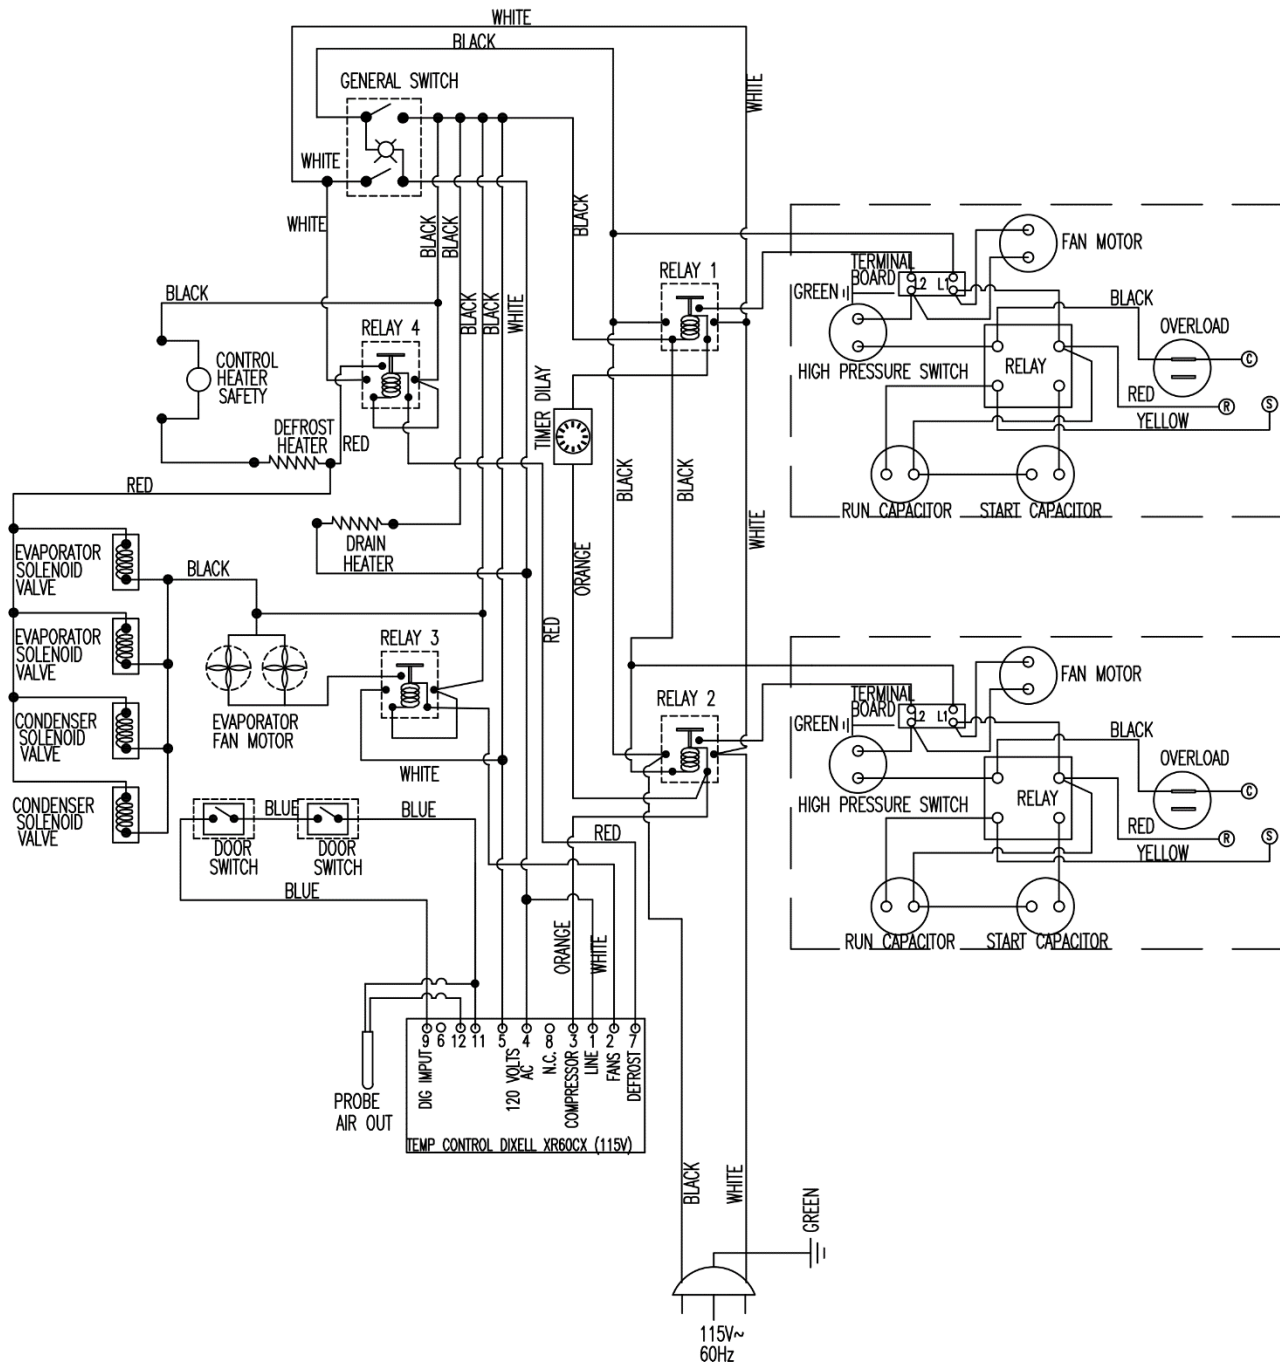 WHITE
BLACK
GENERAL SWITCH
WHITE
WHITE
WHITE
BLACK
BLACK
BLACK
BLACK
BLACK
BLACK
WHITE
RELAY 1
RELAY 4
CONTROL
HEATER
SAFETY
DEFROST
HEATER
RED
RED
TIMER DILAY
BLACK
BLACK
WHITE
DRAIN
HEATER
ORANGE
RED
EVAPORATOR
SOLENOID
VALVE
BLACK
EVAPORATOR
SOLENOID
VALVE
CONDENSER
SOLENOID
VALVE
CONDENSER
SOLENOID
VALVE
EVAPORATOR
FAN MOTOR
RELAY 3
WHITE
RELAY 2
BLUE
BLUE
DOOR
SWITCH
DOOR
SWITCH
BLUE
RED
ORANGE
WHITE
FAN MOTOR
TERMINAL
BOARD
L2 L1
GREEN
BLACK
OVERLOAD
C
HIGH PRESSURE SWITCH
RELAY
RED
R
S
YELLOW
RUN CAPACITOR
START CAPACITOR
FAN MOTOR
TERMINAL
BOARD
L2 L1
GREEN
BLACK
OVERLOAD
C
HIGH PRESSURE SWITCH
RELAY
RED
R
S
YELLOW
RUN CAPACITOR
START CAPACITOR
9 6 12 11 5 4 8 3 1 2 7
DIG IMPUT
120 VOLTS
AC
N.C.
COMPRESSOR
LINE
FANS
DEFROST
TEMP CONTROL DIXELL XR60CX (115V)
PROBE
AIR OUT
BLACK
WHITE
GREEN
115V~
60Hz